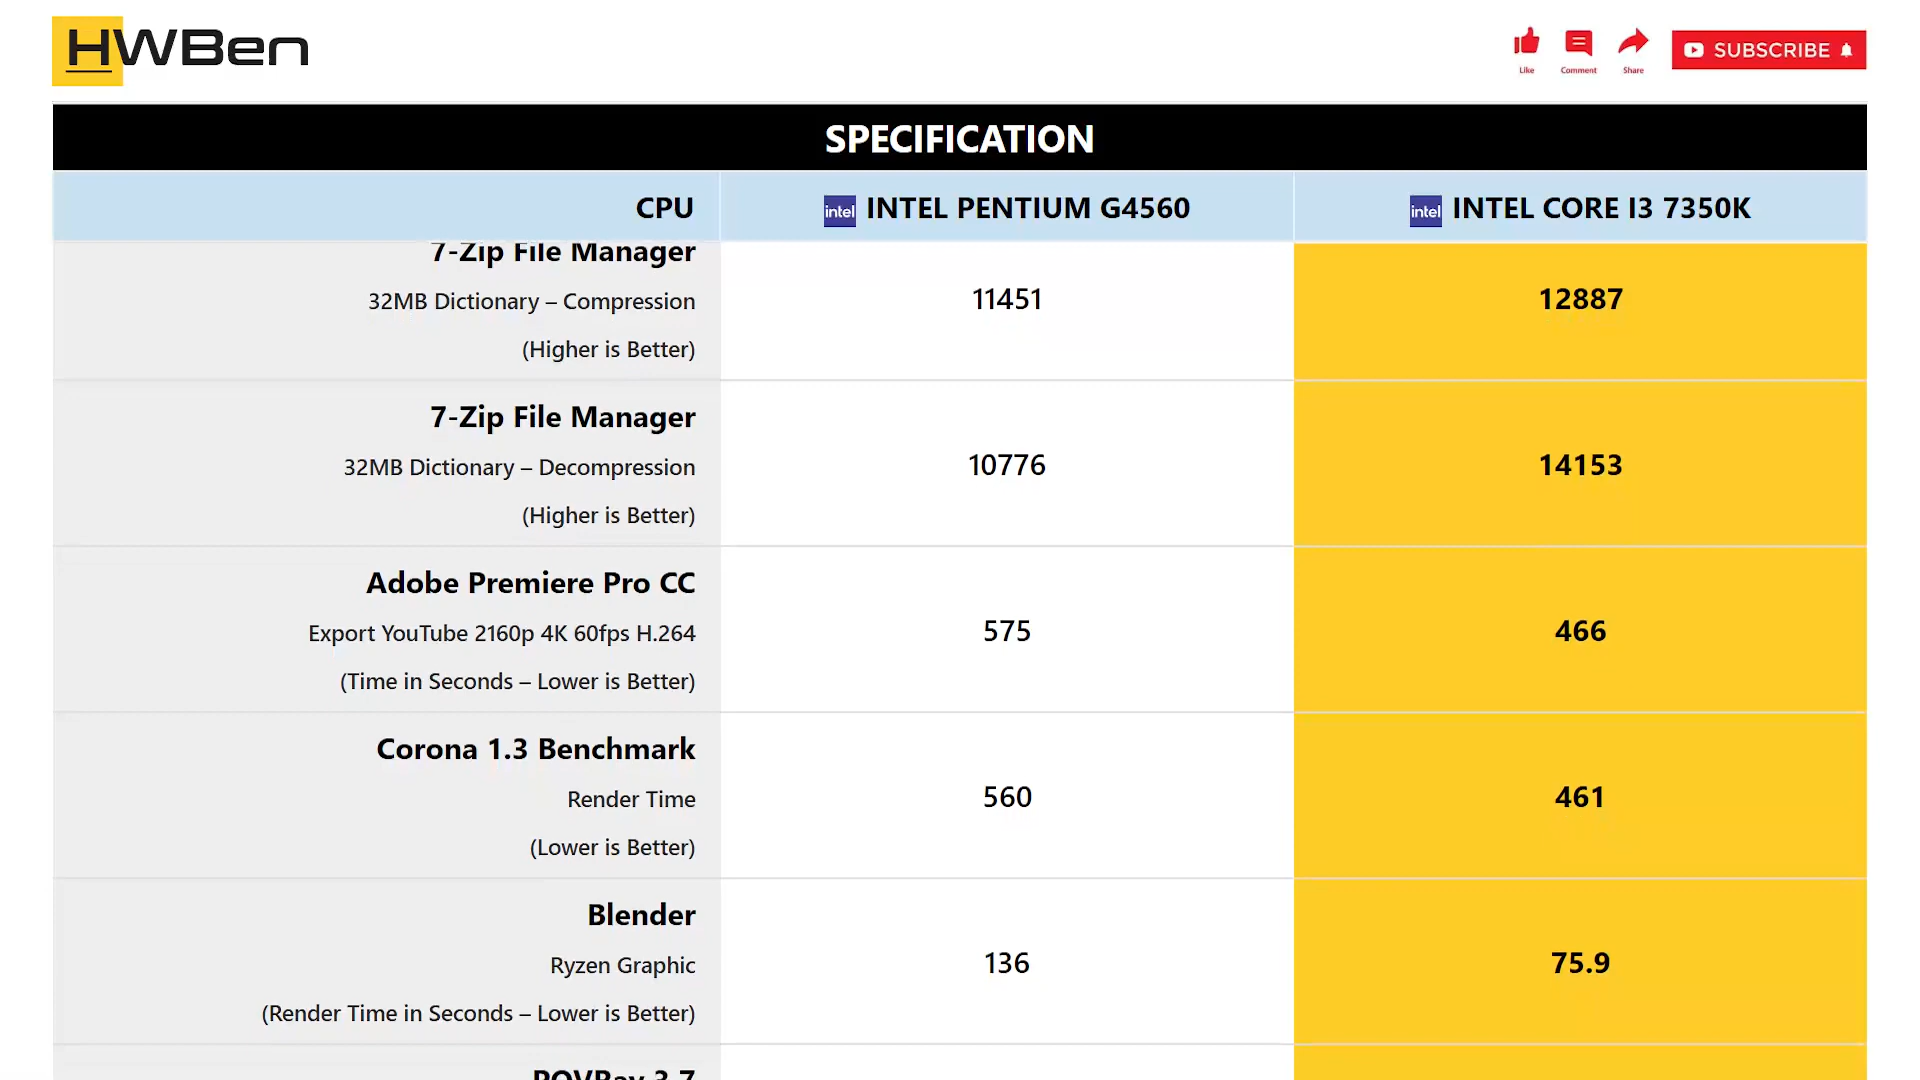 HWBen
Like
Comment
Share
SUBSCRIBE
SPECIFICATION
CPU
intel INTEL PENTIUM G4560
intel INTEL CORE I3 7350K
7-Zip File Manager
32MB Dictionary – Compression
(Higher is Better)
11451
12887
7-Zip File Manager
32MB Dictionary – Decompression
(Higher is Better)
10776
14153
Adobe Premiere Pro CC
Export YouTube 2160p 4K 60fps H.264
(Time in Seconds – Lower is Better)
575
466
Corona 1.3 Benchmark
Render Time
(Lower is Better)
560
461
Blender
Ryzen Graphic
(Render Time in Seconds – Lower is Better)
136
75.9
POVRay 3.7